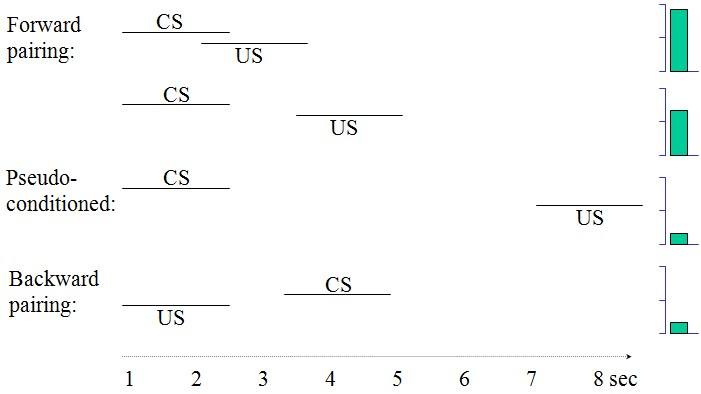 Forward
pairing:
CS
US
CS
US
Pseudo-
conditioned:
CS
US
Backward
pairing:
CS
US
1 2 3 4 5 6 7 8 sec